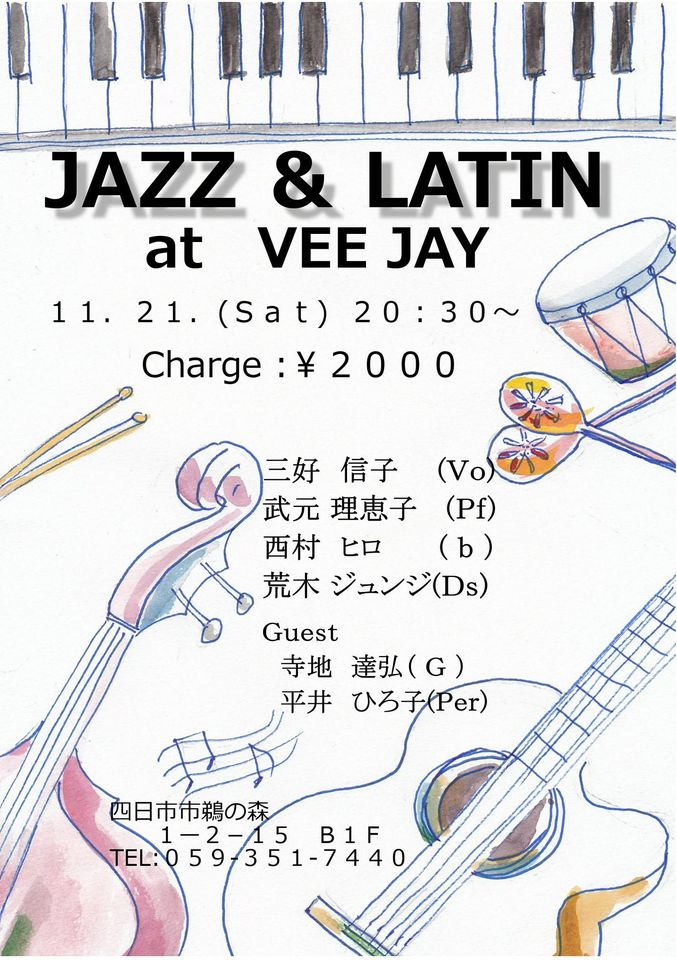 JAZZ & LATIN
at VEE JAY
11. 21. (Sat) 20:30～
Charge :￥2000
三好 信子 (Vo)
武元 理恵子 (Pf)
西村 ヒロ (b)
荒木 ジュンジ(Ds)
Guest
寺地 達弘(G)
平井 ひろ子(Per)
四日市市鵜の森
1－2－15 B1F
TEL:059-351-7440